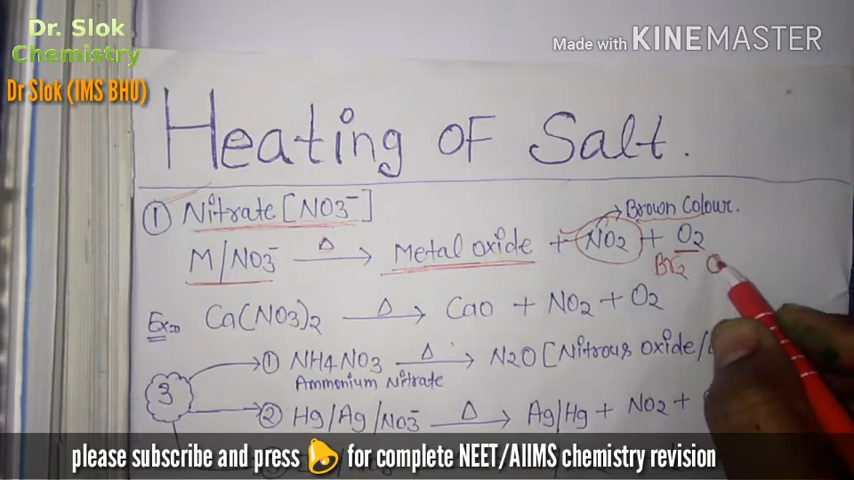 Dr. Slok
Chemistry
Dr Slok (IMS BHU)
Made with KINEMASTER
Heating OF Salt.
① Nitrate [NO3⁻]
Brown Colour.
M/NO3⁻ —Δ→ Metal oxide + NO2 + O2
Br2
Ex⇒ Ca(NO3)2 —Δ→ CaO + NO2 + O2
3
① NH4NO3 —Δ→ N2O [Nitrous oxide/
Ammonium Nitrate
② Hg/Ag/NO3⁻ —Δ→ Ag/Hg + NO2 +
please subscribe and press for complete NEET/AIIMS chemistry revision